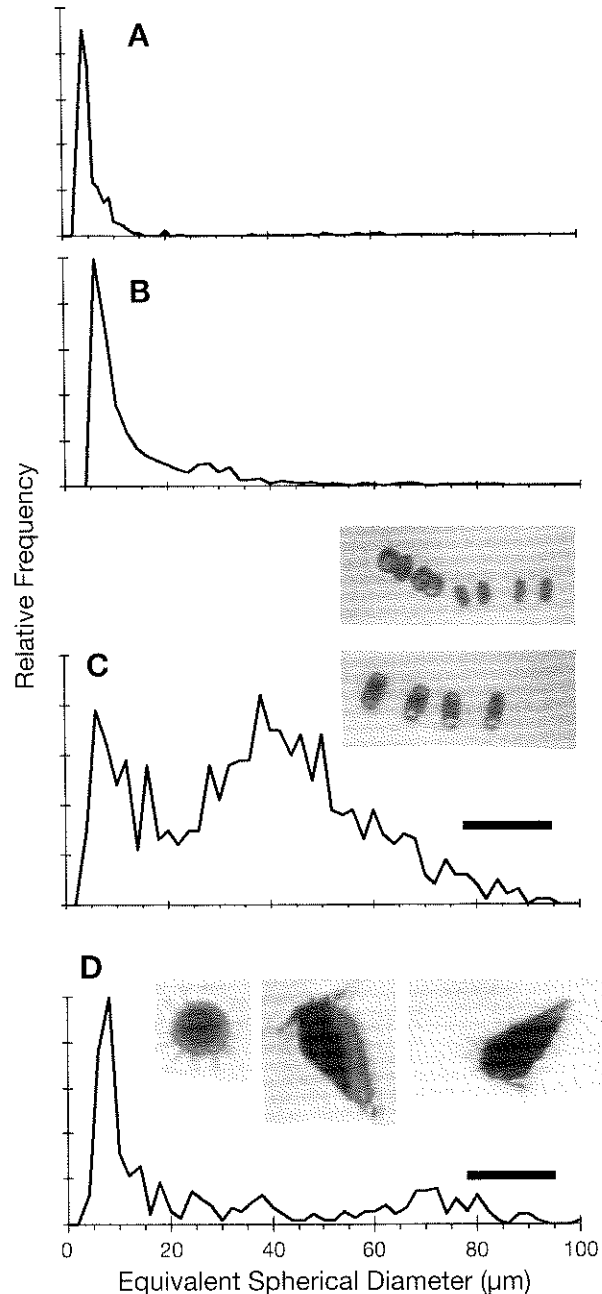 A
B
Relative Frequency
C
D
0 20 40 60 80 100
Equivalent Spherical Diameter (µm)